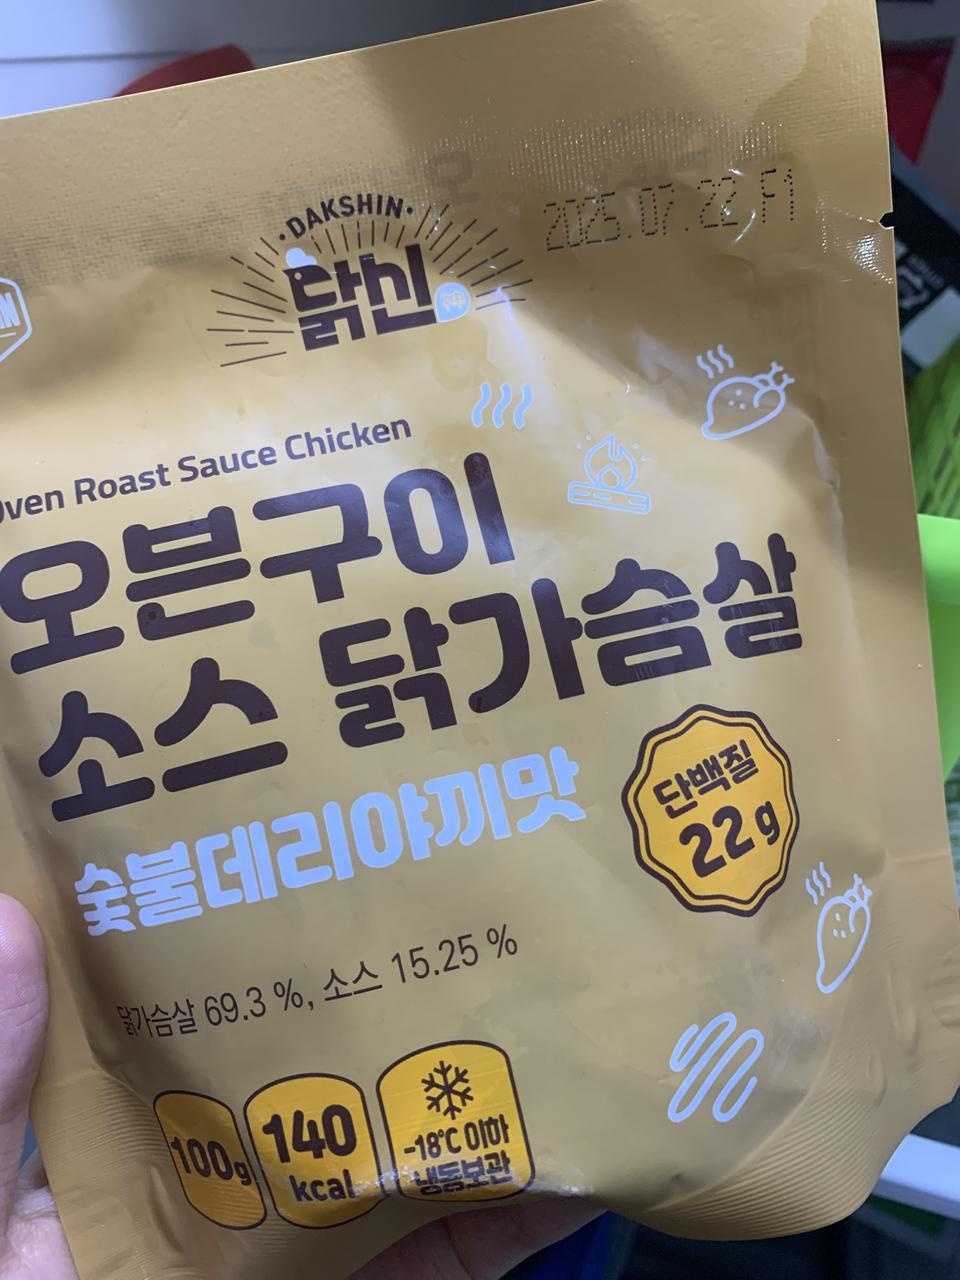 2025.07.22 F1
·DAKSHIN·
닭신
神
Oven Roast Sauce Chicken
오븐구이
소스 닭가슴살
숯불데리야끼맛
단백질
22g
닭가슴살 69.3 %, 소스 15.25 %
100g
140
kcal
-18℃ 이하
냉동보관